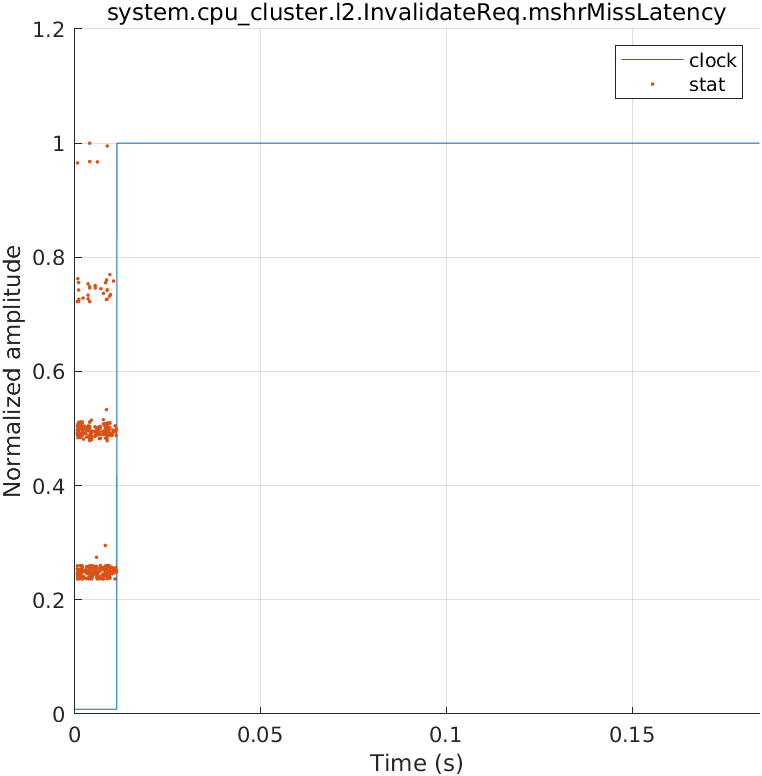 system.cpu_cluster.l2.InvalidateReq.mshrMissLatency
clock
stat
Normalized amplitude
1.2
1
0.8
0.6
0.4
0.2
0
0 0.05 0.1 0.15
Time (s)